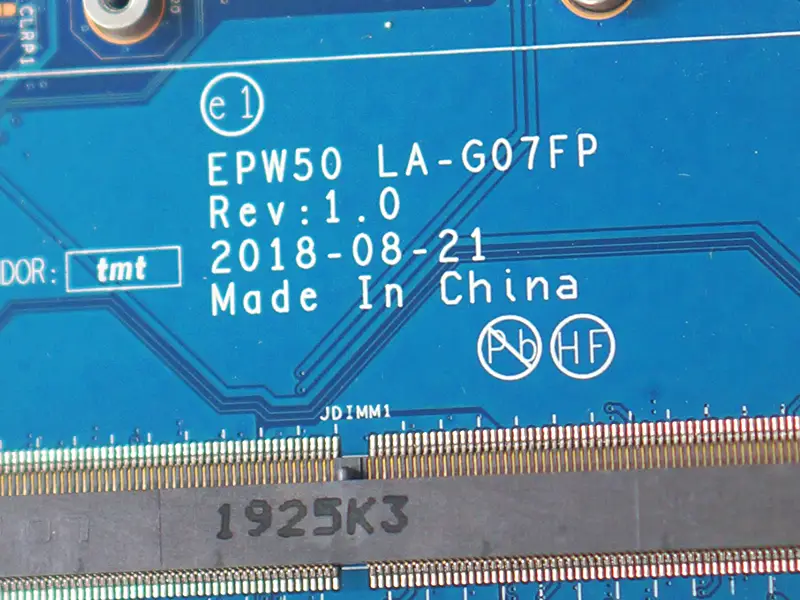 CLRP1
e1
EPW50 LA-G07FP
Rev:1.0
2018-08-21
DOR: tmt
Made In China
Pb HF
JDIMM1
1925K3